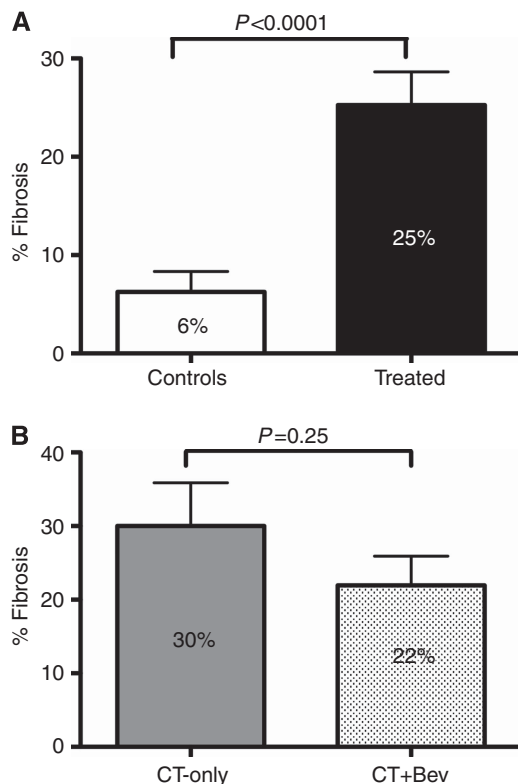 A
P<0.0001
30
20
10
0
% Fibrosis
6%
25%
Controls
Treated
B
P=0.25
40
30
20
10
0
% Fibrosis
30%
22%
CT-only
CT+Bev